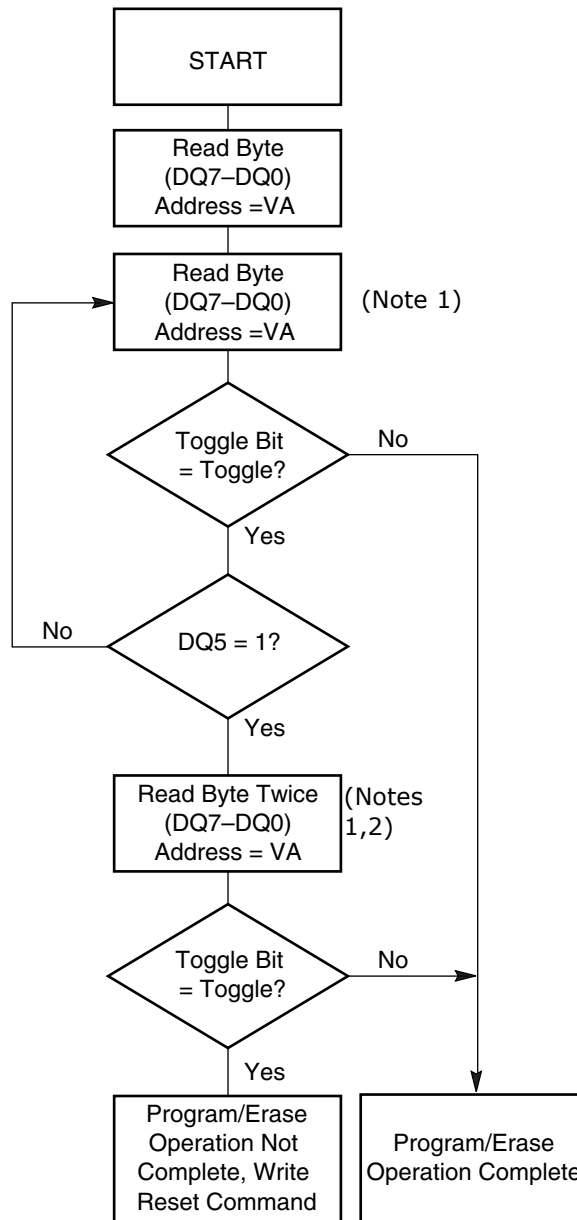 START
Read Byte
(DQ7–DQ0)
Address =VA
Read Byte
(DQ7–DQ0)
Address =VA
(Note 1)
Toggle Bit
= Toggle?
No
Yes
No
DQ5 = 1?
Yes
Read Byte Twice
(DQ7–DQ0)
Address = VA
(Notes
1,2)
Toggle Bit
= Toggle?
No
Yes
Program/Erase
Operation Not
Complete, Write
Reset Command
Program/Erase
Operation Complete